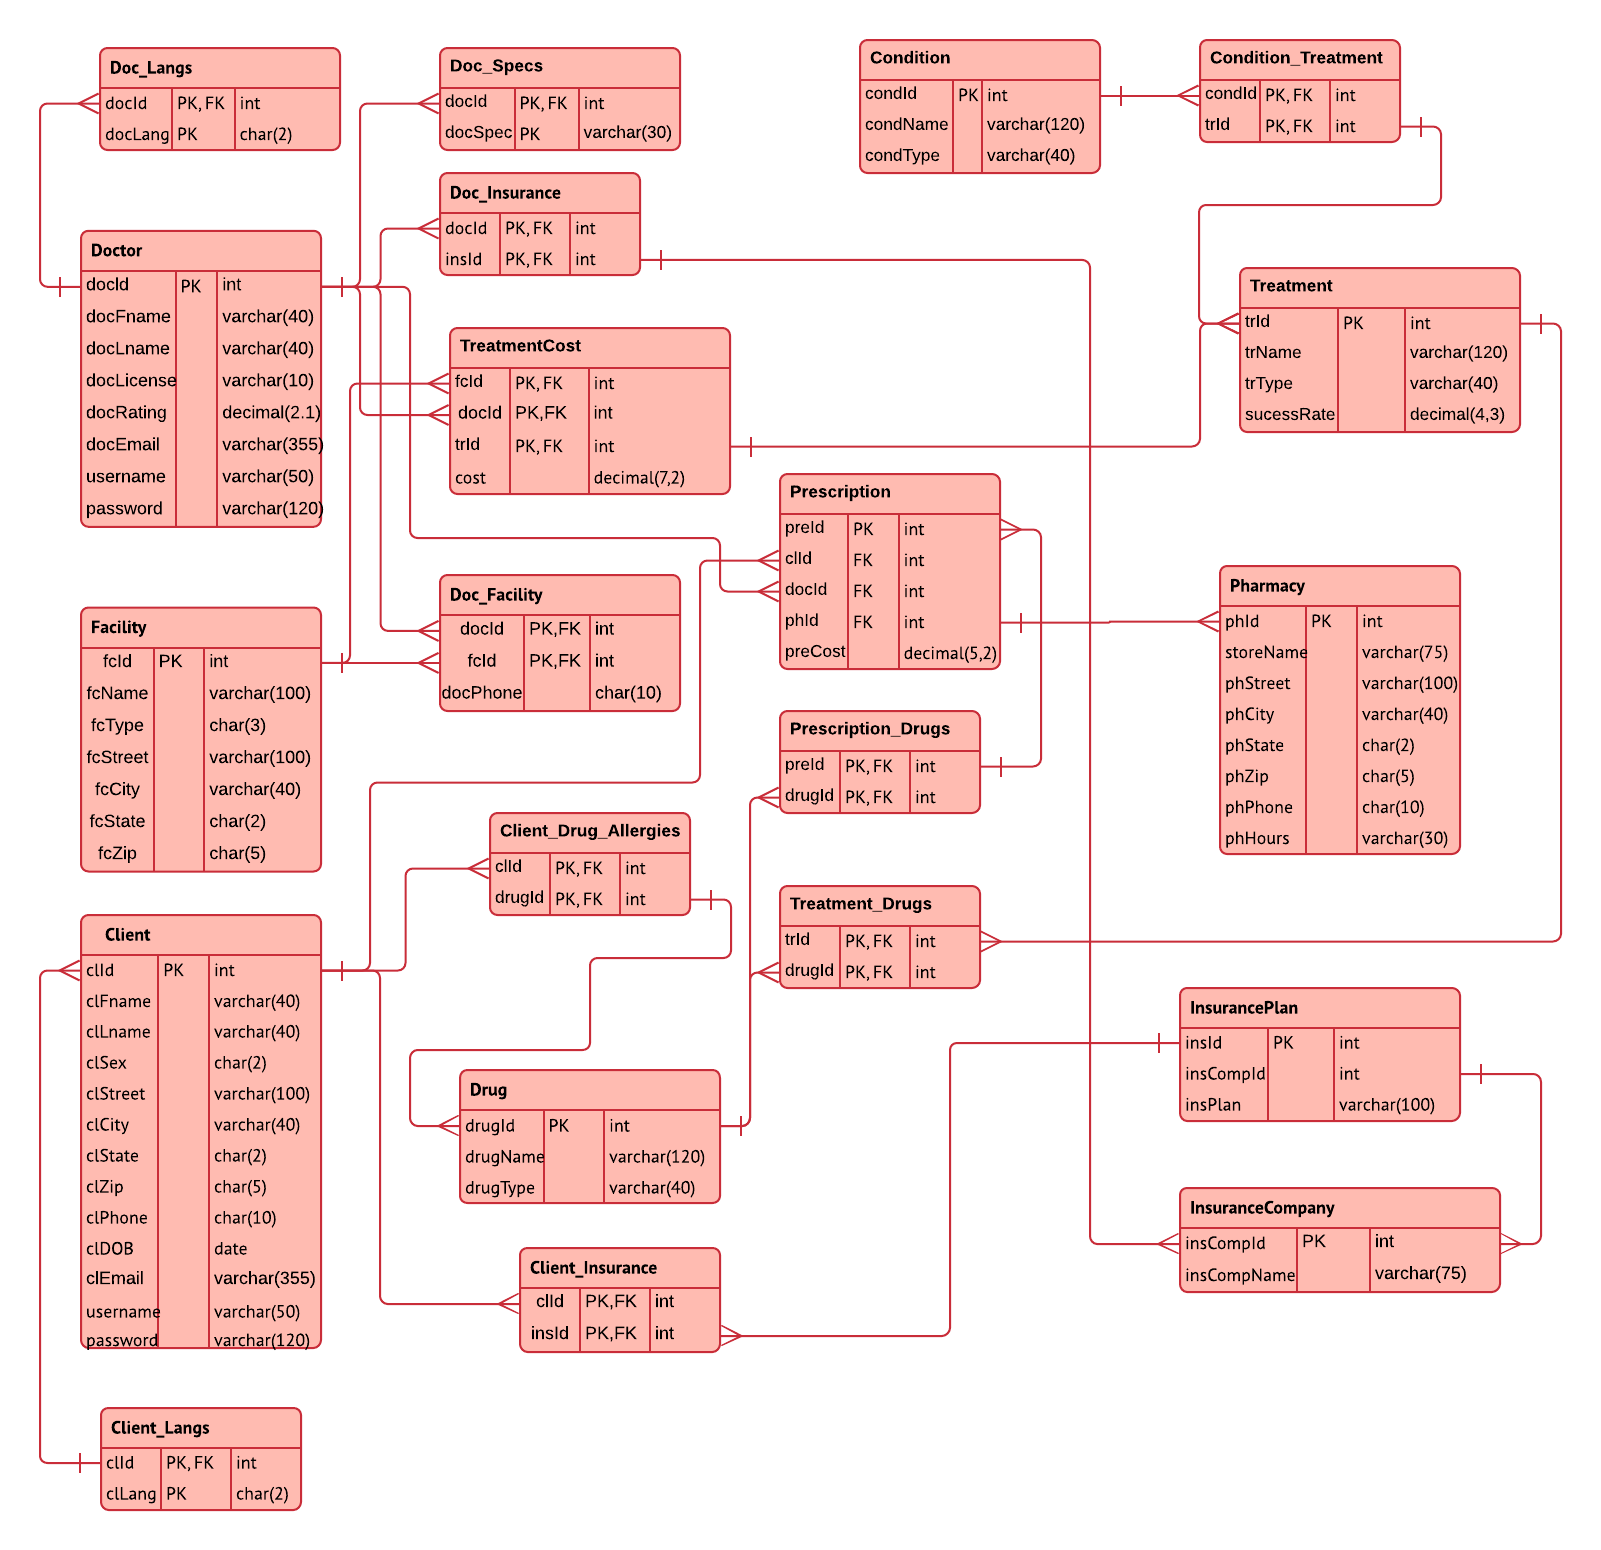 Doc_Langs
docId PK, FK int
docLang PK char(2)
Doc_Specs
docId PK, FK int
docSpec PK varchar(30)
Condition
condId PK int
condName varchar(120)
condType varchar(40)
Condition_Treatment
condId PK, FK int
trId PK, FK int
Doc_Insurance
docId PK, FK int
insId PK, FK int
Doctor
docId PK int
docFname varchar(40)
docLname varchar(40)
docLicense varchar(10)
docRating decimal(2.1)
docEmail varchar(355)
username varchar(50)
password varchar(120)
Treatment
trId PK int
trName varchar(120)
trType varchar(40)
sucessRate decimal(4,3)
TreatmentCost
fcId PK, FK int
docId PK,FK int
trId PK, FK int
cost decimal(7,2)
Prescription
preId PK int
clId FK int
docId FK int
phId FK int
preCost decimal(5,2)
Doc_Facility
docId PK,FK int
fcId PK,FK int
docPhone char(10)
Pharmacy
phId PK int
storeName varchar(75)
phStreet varchar(100)
phCity varchar(40)
phState char(2)
phZip char(5)
phPhone char(10)
phHours varchar(30)
Facility
fcId PK int
fcName varchar(100)
fcType char(3)
fcStreet varchar(100)
fcCity varchar(40)
fcState char(2)
fcZip char(5)
Prescription_Drugs
preId PK, FK int
drugId PK, FK int
Client_Drug_Allergies
clId PK, FK int
drugId PK, FK int
Treatment_Drugs
trId PK, FK int
drugId PK, FK int
Client
clId PK int
clFname varchar(40)
clLname varchar(40)
clSex char(2)
clStreet varchar(100)
clCity varchar(40)
clState char(2)
clZip char(5)
clPhone char(10)
clDOB date
clEmail varchar(355)
username varchar(50)
password varchar(120)
InsurancePlan
insId PK int
insCompId int
insPlan varchar(100)
Drug
drugId PK int
drugName varchar(120)
drugType varchar(40)
InsuranceCompany
insCompId PK int
insCompName varchar(75)
Client_Insurance
clId PK,FK int
insId PK,FK int
Client_Langs
clId PK, FK int
clLang PK char(2)